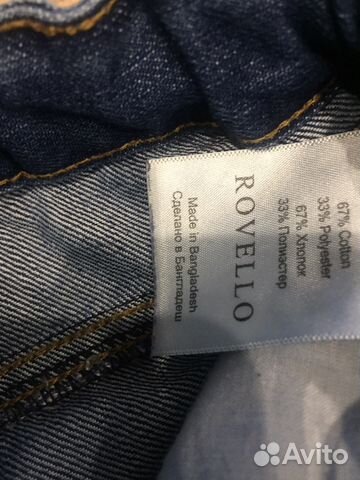 67% Cotton
33% Polyester
67% Хлопок
33% Полиэстер
ROVELLO
Made in Bangladesh
Сделано в Бангладеш
Avito